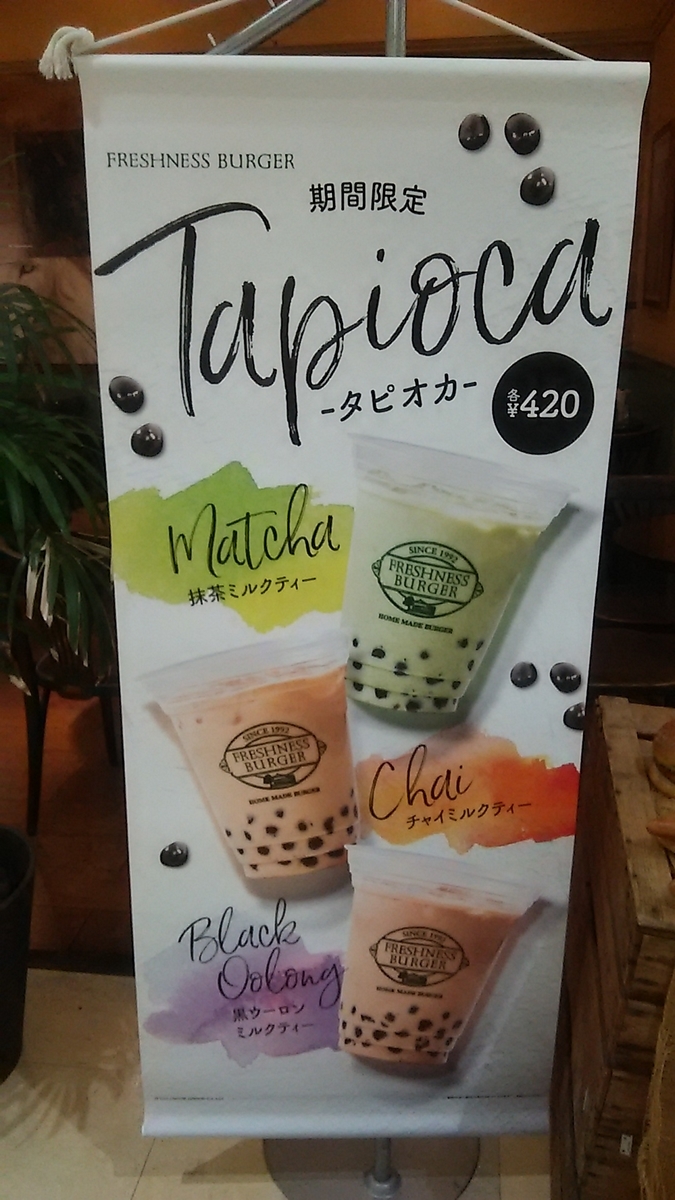 FRESHNESS BURGER
期間限定
Tapioca
-タピオカ-
各¥420
Matcha
抹茶ミルクティー
SINCE 1992
FRESHNESS
BURGER
HOME MADE BURGER
SINCE 1992
FRESHNESS
BURGER
HOME MADE BURGER
Chai
チャイミルクティー
Black
Oolong
黒ウーロン
ミルクティー
SINCE 1992
FRESHNESS
BURGER
HOME MADE BURGER